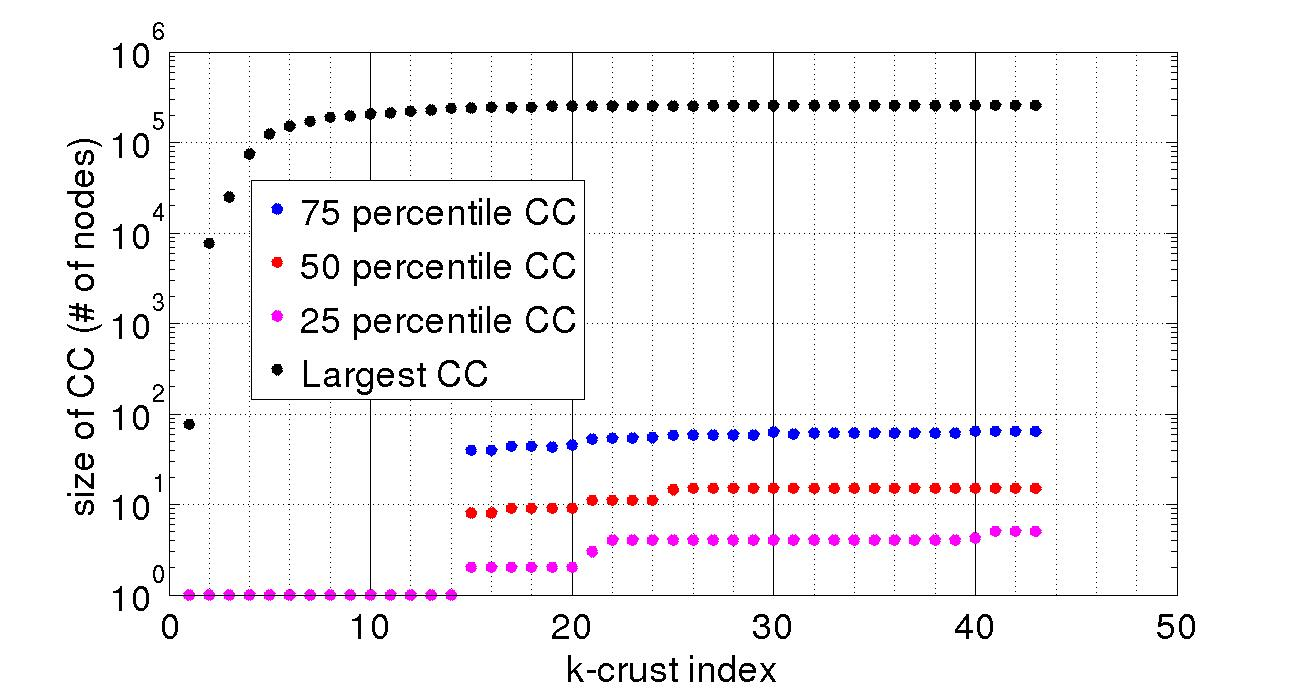 10^6
10^5
10^4
10^3
10^2
10^1
10^0
size of CC (# of nodes)
75 percentile CC
50 percentile CC
25 percentile CC
Largest CC
0 10 20 30 40 50
k-crust index